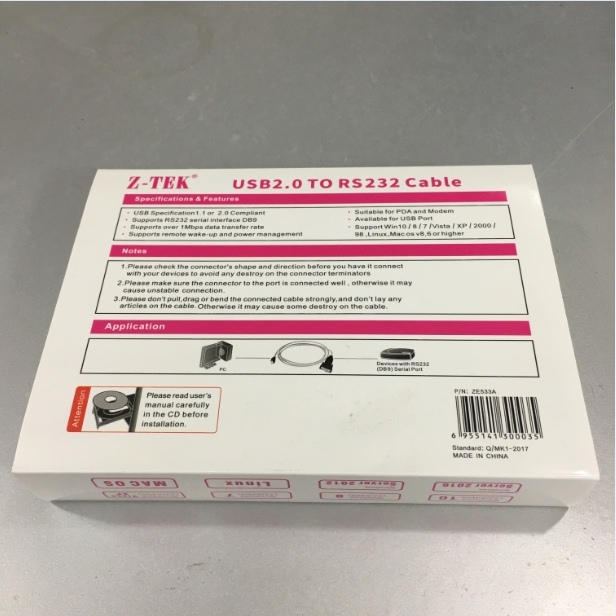 Z-TEK®
USB2.0 TO RS232 Cable
Specifications & Features
· USB Specification1.1 or 2.0 Compliant
· Supports RS232 serial interface DB9
· Supports over 1Mbps data transfer rate
· Supports remote wake-up and power management
· Suitable for PDA and Modem
· Available for USB Port
· Support Win10 / 8 / 7 /Vista / XP / 2000 /
98 ,Linux,Mac os v8,6 or higher
Notes
1.Please check the connector's shape and direction before you have it connect
with your devices to avoid any destroy on the connector terminators
2.Please make sure the connector to the port is connected well , otherwise it may
cause unstable connection.
3.Please don't pull,drag or bend the connected cable strongly,and don't lay any
articles on the cable. Otherwise it may cause some destroy on the cable.
Application
PC
Devices with RS232
(DB9) Serial Port
Attention
Please read user's
manual carefully
in the CD before
installation.
P/N: ZE533A
6 955141 300035
Standard: Q/MK1-2017
MADE IN CHINA
MAC OS
LINUX
Server 2012
Server 2016
XP
7
8
10